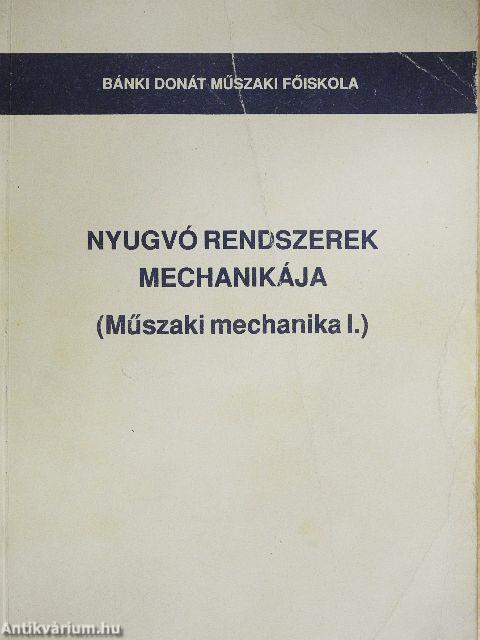 BÁNKI DONÁT MŰSZAKI FŐISKOLA
NYUGVÓ RENDSZEREK
MECHANIKÁJA
(Műszaki mechanika I.)
Antikvárium.hu